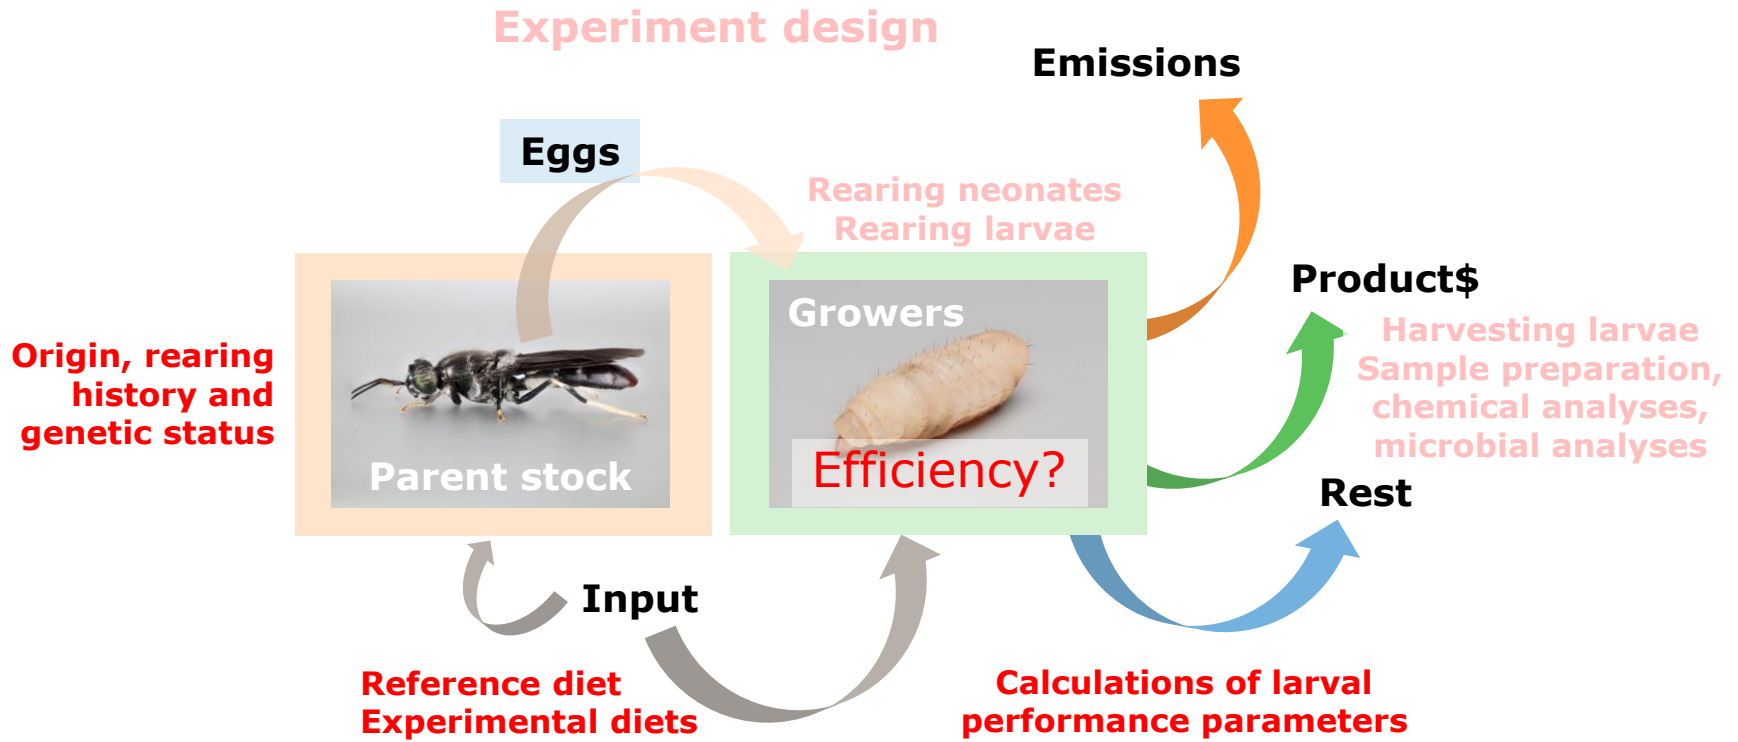 Experiment design
Emissions
Eggs
Rearing neonates
Rearing larvae
Product$
Growers
Harvesting larvae
Sample preparation,
chemical analyses,
microbial analyses
Origin, rearing
history and
genetic status
Parent stock
Efficiency?
Rest
Input
Reference diet
Experimental diets
Calculations of larval
performance parameters